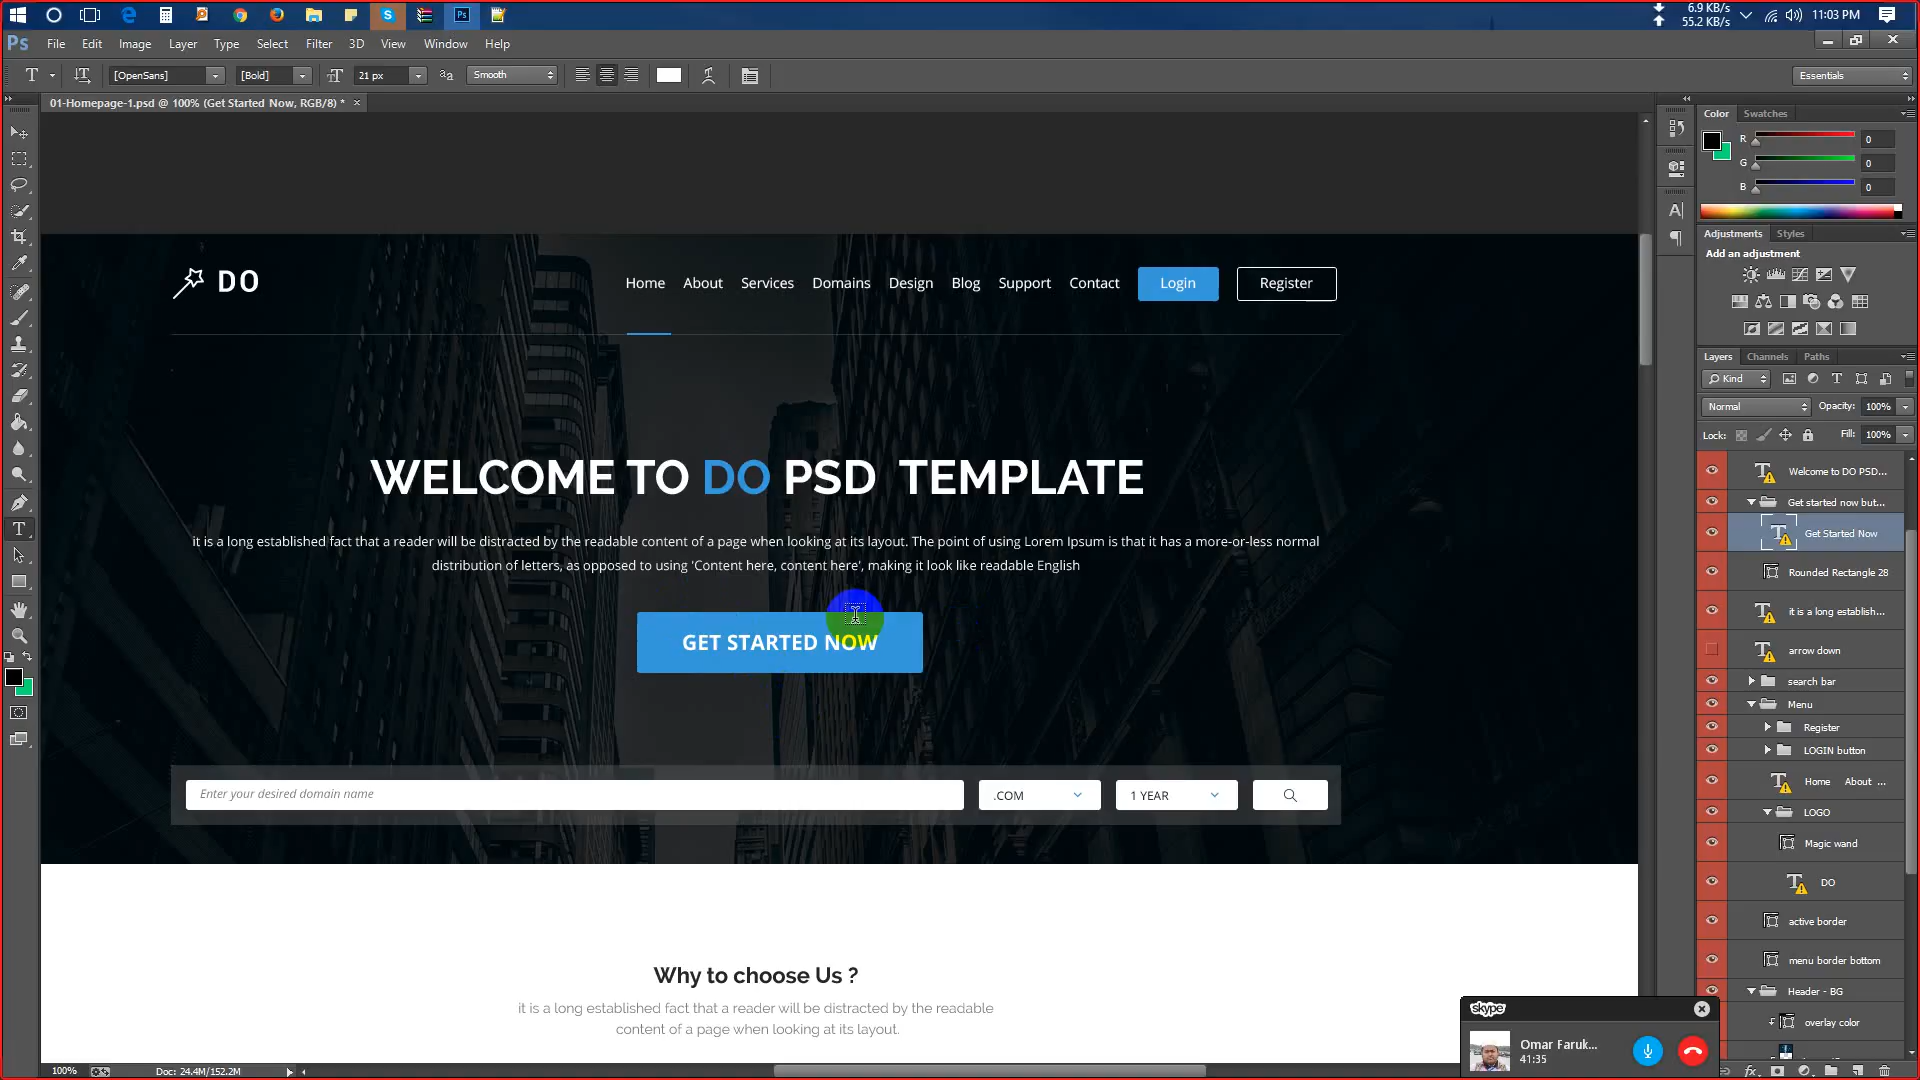 6.9 KB/s
55.2 KB/s
11:03 PM
Ps File Edit Image Layer Type Select Filter 3D View Window Help
[OpenSans] [Bold] 21 px Smooth Essentials
01-Homepage-1.psd @ 100% (Get Started Now, RGB/8) *
DO
Home About Services Domains Design Blog Support Contact Login Register
WELCOME TO DO PSD TEMPLATE
it is a long established fact that a reader will be distracted by the readable content of a page when looking at its layout. The point of using Lorem Ipsum is that it has a more-or-less normal
distribution of letters, as opposed to using 'Content here, content here', making it look like readable English
GET STARTED NOW
Enter your desired domain name .COM 1 YEAR
Why to choose Us ?
it is a long established fact that a reader will be distracted by the readable
content of a page when looking at its layout.
100% Doc: 24.4M/152.2M
Color Swatches
R 0
G 0
B 0
Adjustments Styles
Add an adjustment
Layers Channels Paths
Kind
Normal Opacity: 100%
Lock: Fill: 100%
Welcome to DO PSD...
Get started now but...
Get Started Now
Rounded Rectangle 28
it is a long establish...
arrow down
search bar
Menu
Register
LOGIN button
Home About ...
LOGO
Magic wand
DO
active border
menu border bottom
Header - BG
overlay color
skype
Omar Faruk...
41:35